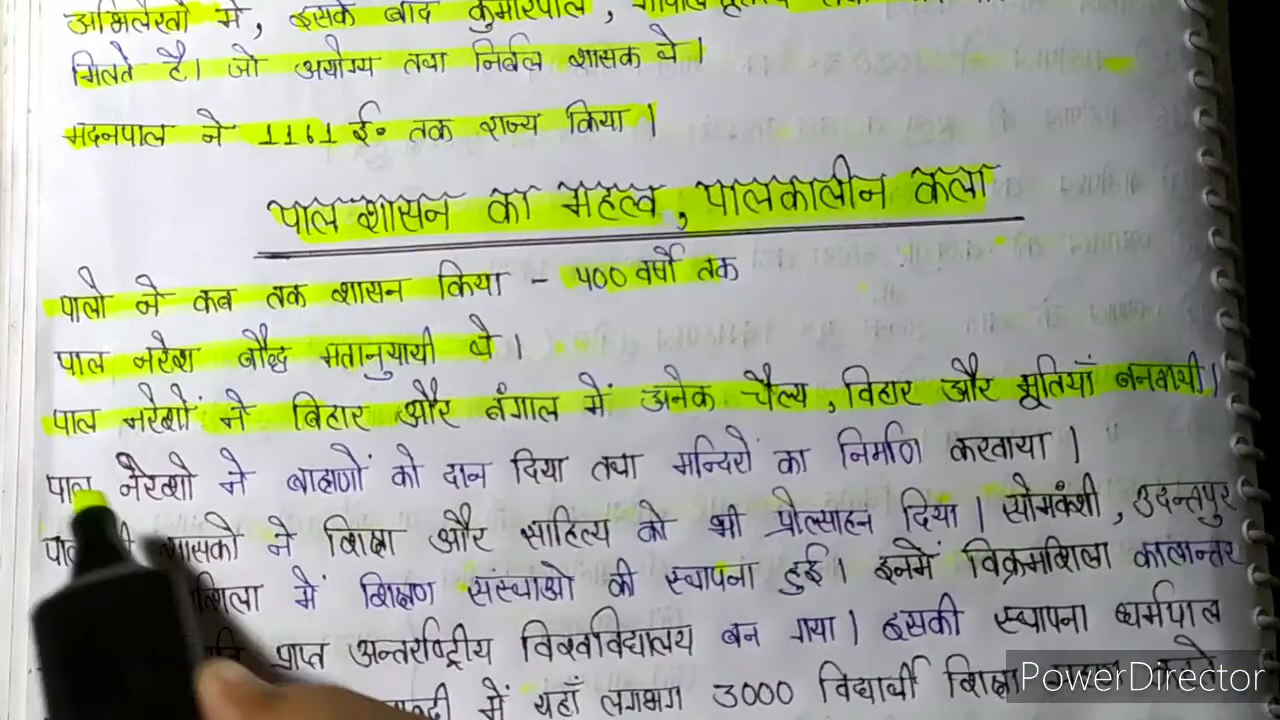 अभिलेखो में, इसके बाद कुमारपाल,
मिलते है। जो अयोग्य तथा निर्बल शासक थे।
मदनपाल ने 1161 ई॰ तक राज्य किया।
पाल शासन का महत्व, पालकालीन कला
पालो ने कब तक शासन किया - 400 वर्षो तक
पाल नरेश बौद्ध मतानुयायी थे।
पाल नरेशों ने बिहार और बंगाल में अनेक चैत्य, विहार और मूर्तियाँ बनवायी।
पाल नरेशो ने ब्राह्मणों को दान दिया तथा मन्दिरों का निर्माण करवाया।
शासको ने शिक्षा और साहित्य को भी प्रोत्साहन दिया। उदन्तपुर
में शिक्षण संस्थाओ की स्थापना हुई। इनमें विक्रमशिला कालान्तर
प्राप्त अन्तर्राष्ट्रीय विश्वविद्यालय बन गया। इसकी स्थापना धर्मपाल
में यहाँ लगभग 3000 विद्यार्थी शिक्षा
PowerDirector